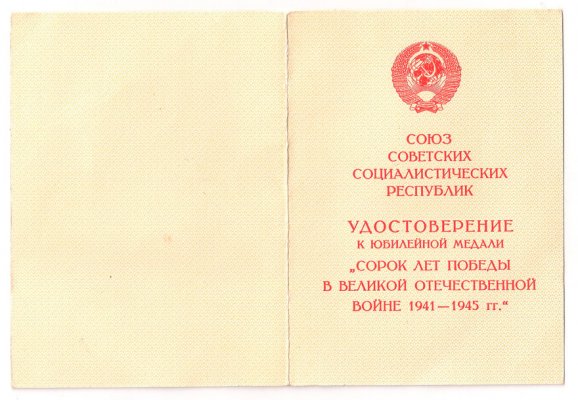 СОЮЗ
СОВЕТСКИХ
СОЦИАЛИСТИЧЕСКИХ
РЕСПУБЛИК
УДОСТОВЕРЕНИЕ
К ЮБИЛЕЙНОЙ МЕДАЛИ
„СОРОК ЛЕТ ПОБЕДЫ
В ВЕЛИКОЙ ОТЕЧЕСТВЕННОЙ
ВОЙНЕ 1941—1945 гг.“